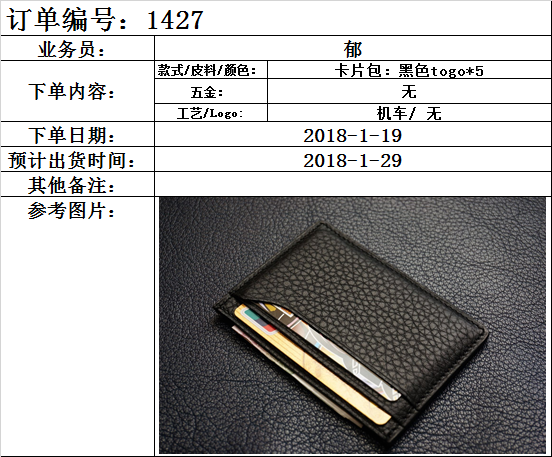 订单编号：1427
业务员： 郁
下单内容： 款式/皮料/颜色： 卡片包：黑色togo*5
五金： 无
工艺/Logo: 机车/ 无
下单日期： 2018-1-19
预计出货时间： 2018-1-29
其他备注：
参考图片：